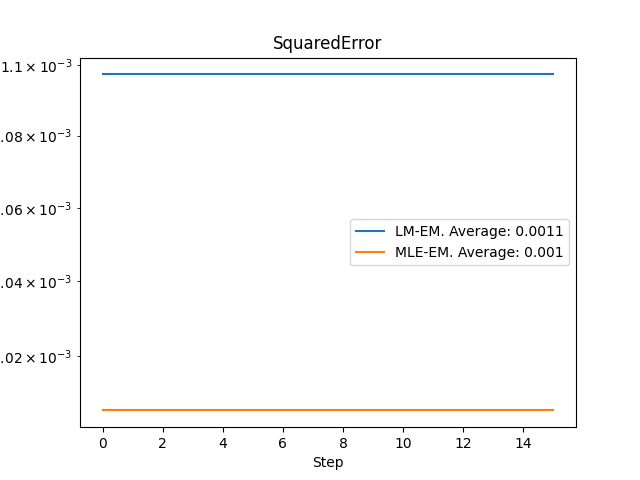 SquaredError
1.1 × 10⁻³
.08 × 10⁻³
.06 × 10⁻³
.04 × 10⁻³
.02 × 10⁻³
LM-EM. Average: 0.0011
MLE-EM. Average: 0.001
0 2 4 6 8 10 12 14
Step